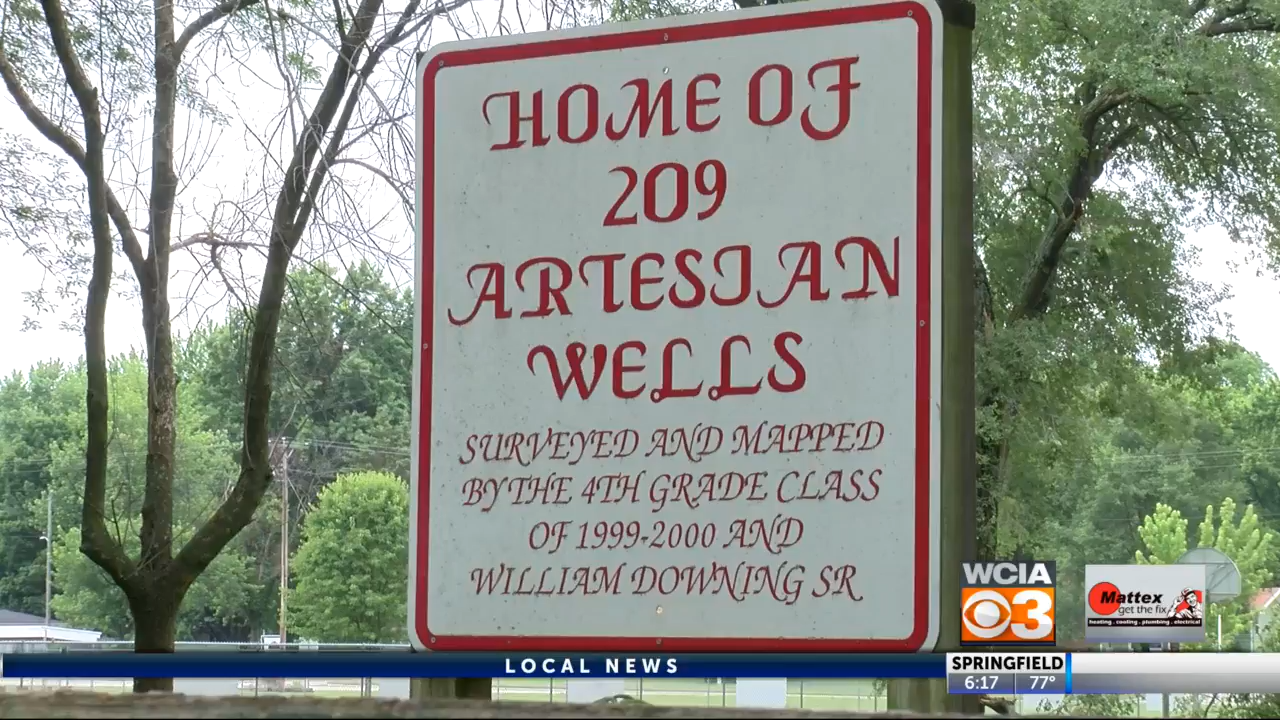 HOME OF
209
ARTESIAN
WELLS
SURVEYED AND MAPPED
BY THE 4TH GRADE CLASS
OF 1999-2000 AND
WILLIAM DOWNING SR
WCIA
3
Mattex
get the fix
heating . cooling . plumbing . electrical
LOCAL NEWS
SPRINGFIELD
6:17 77°